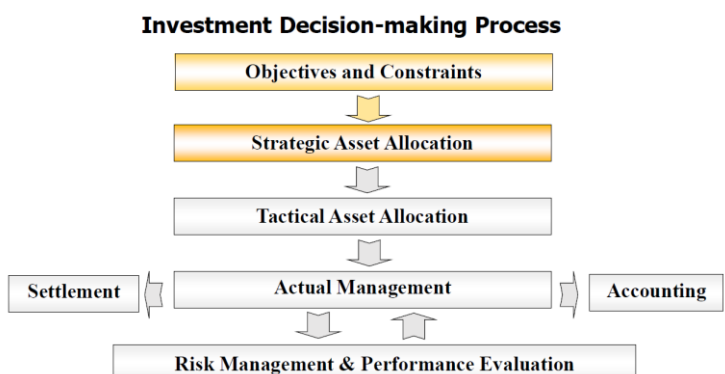 Investment Decision-making Process
Objectives and Constraints
Strategic Asset Allocation
Tactical Asset Allocation
Settlement
Actual Management
Accounting
Risk Management & Performance Evaluation